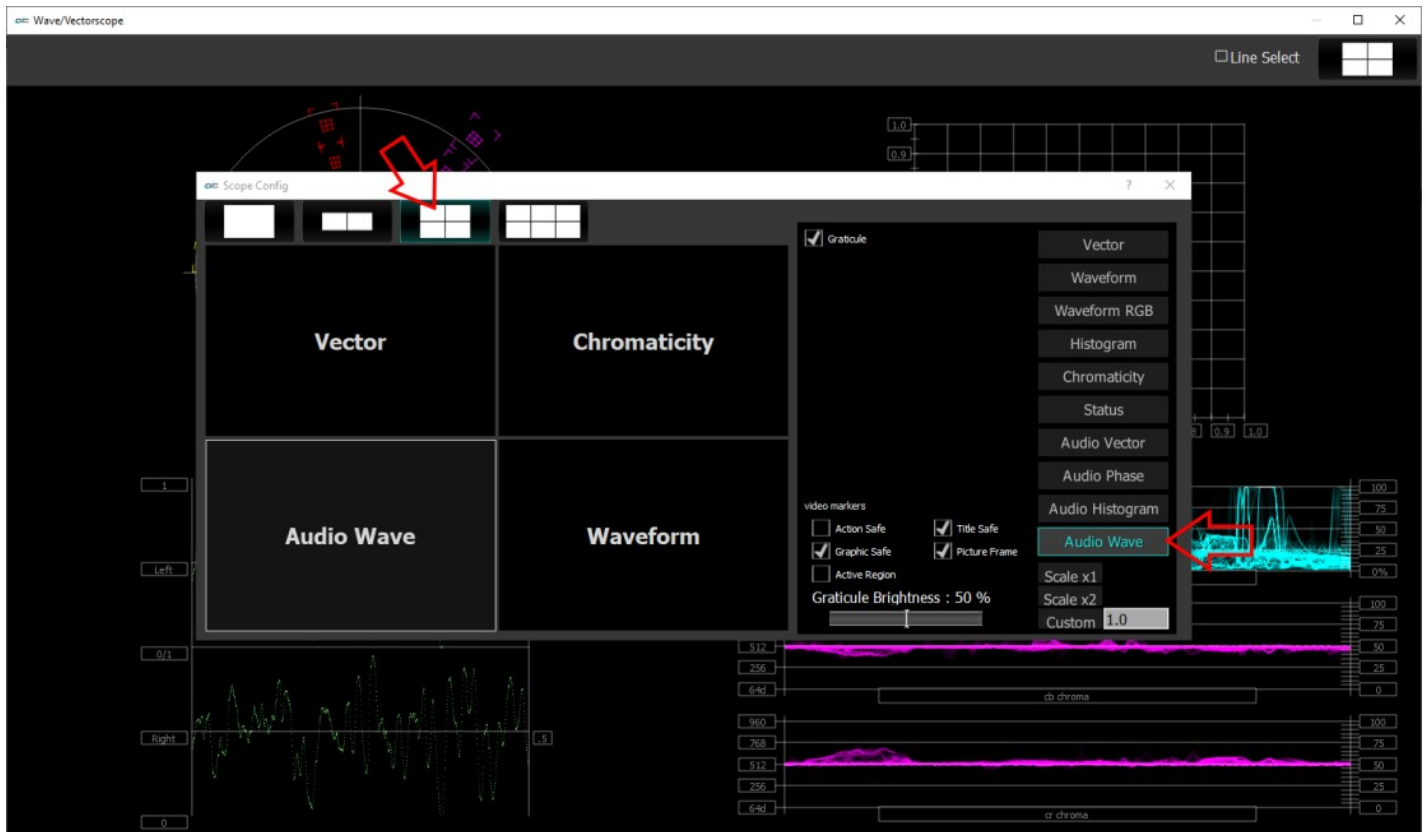 Wave/Vectorscope
Line Select
1.0
0.9
Scope Config
?
Graticule
Vector
Waveform
Waveform RGB
Histogram
Chromaticity
Status
Audio Vector
Audio Phase
Audio Histogram
Audio Wave
Scale x1
Scale x2
Custom 1.0
Vector
Chromaticity
Audio Wave
Waveform
video markers
Action Safe
Title Safe
Graphic Safe
Picture Frame
Active Region
Graticule Brightness : 50 %
0.9
1.0
1
Left
0/1
Right
.5
0
100
75
50
25
0%
100
75
512
50
256
25
64d
0
cb chroma
960
100
768
75
512
50
256
25
64d
0
cr chroma